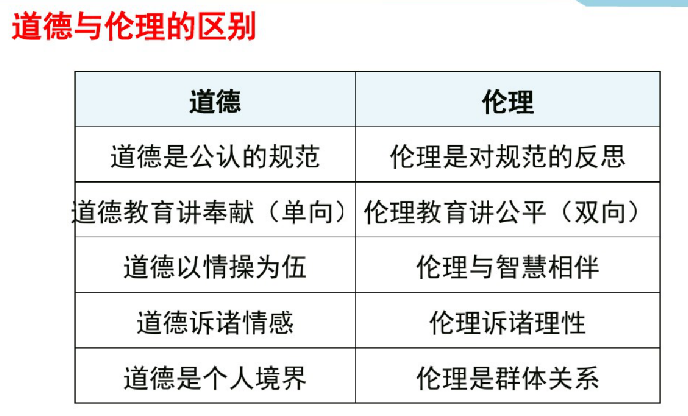 道德与伦理的区别
道德 伦理
道德是公认的规范 伦理是对规范的反思
道德教育讲奉献（单向） 伦理教育讲公平（双向）
道德以情操为伍 伦理与智慧相伴
道德诉诸情感 伦理诉诸理性
道德是个人境界 伦理是群体关系